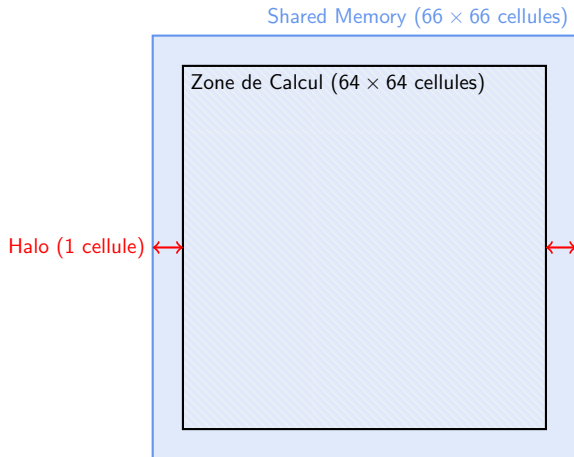 Shared Memory (66 × 66 cellules)
Zone de Calcul (64 × 64 cellules)
Halo (1 cellule)